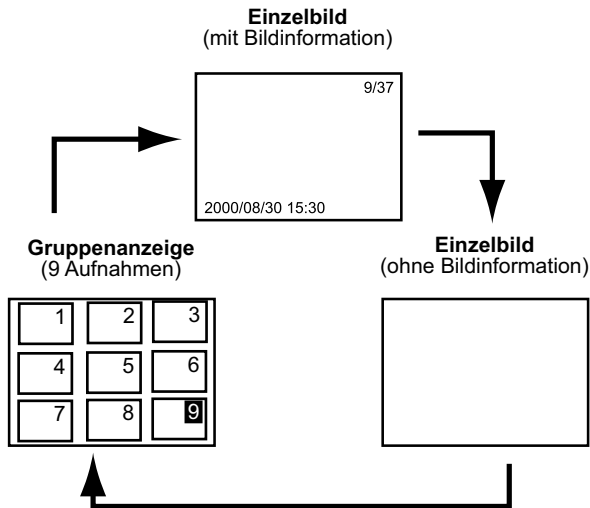 Einzelbild
(mit Bildinformation)
9/37
2000/08/30 15:30
Gruppenanzeige
(9 Aufnahmen)
Einzelbild
(ohne Bildinformation)
1 2 3
4 5 6
7 8 9